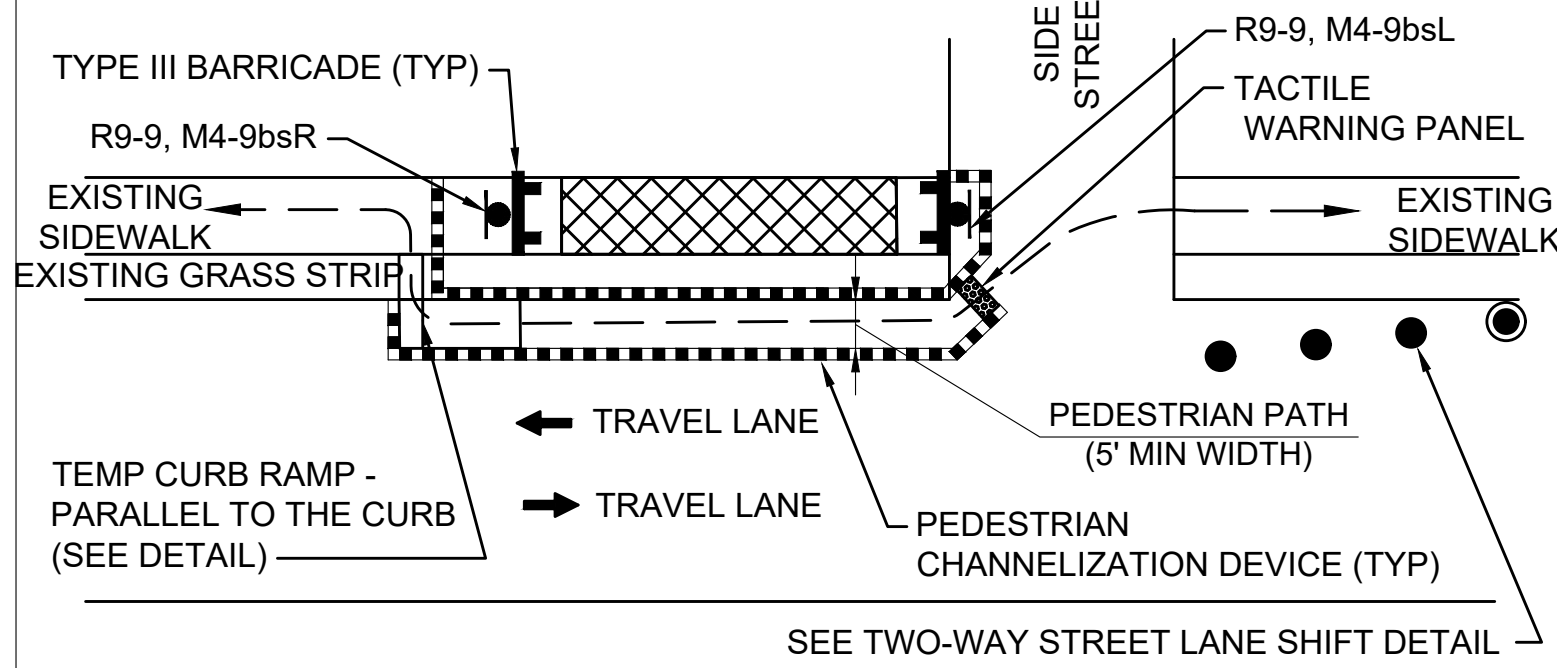 SIDE
STREE
R9-9, M4-9bsL
TYPE III BARRICADE (TYP)
TACTILE
WARNING PANEL
R9-9, M4-9bsR
EXISTING
SIDEWALK
EXISTING
SIDEWALK
EXISTING GRASS STRIP
TRAVEL LANE
PEDESTRIAN PATH
(5' MIN WIDTH)
TEMP CURB RAMP -
PARALLEL TO THE CURB
(SEE DETAIL)
TRAVEL LANE
PEDESTRIAN
CHANNELIZATION DEVICE (TYP)
SEE TWO-WAY STREET LANE SHIFT DETAIL